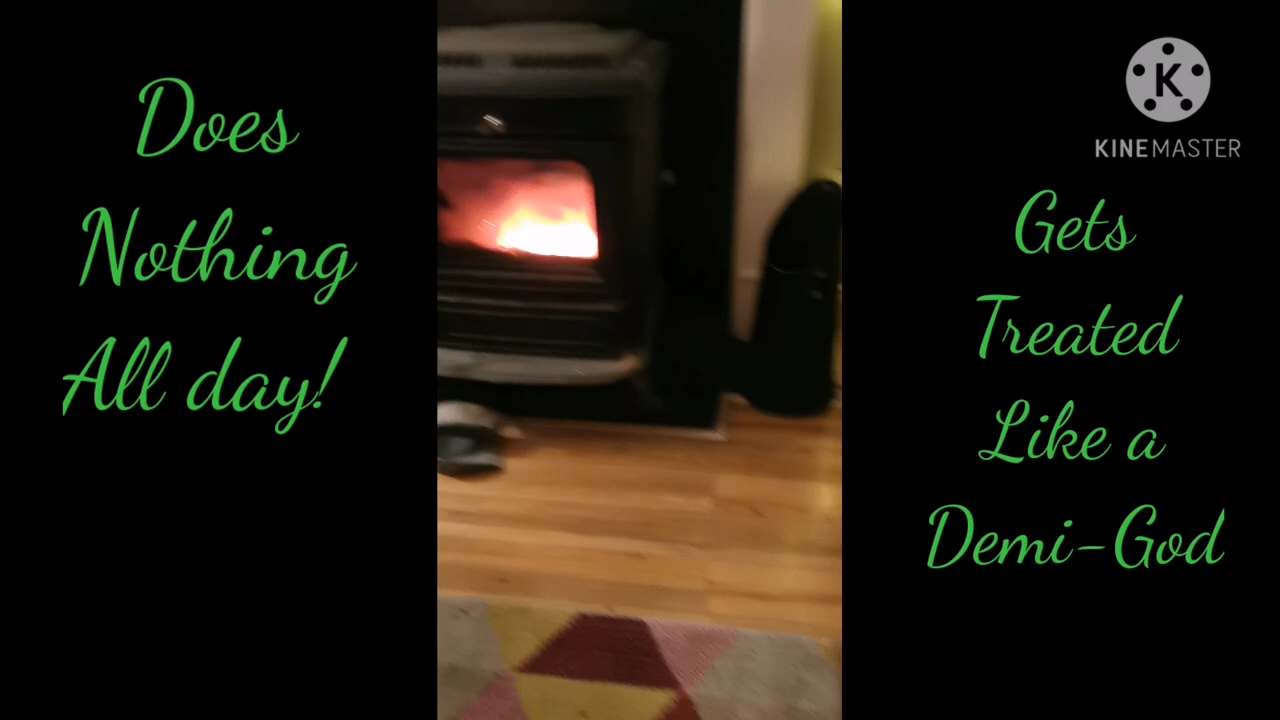 Does
Nothing
All day!
K
KINEMASTER
Gets
Treated
Like a
Demi-God